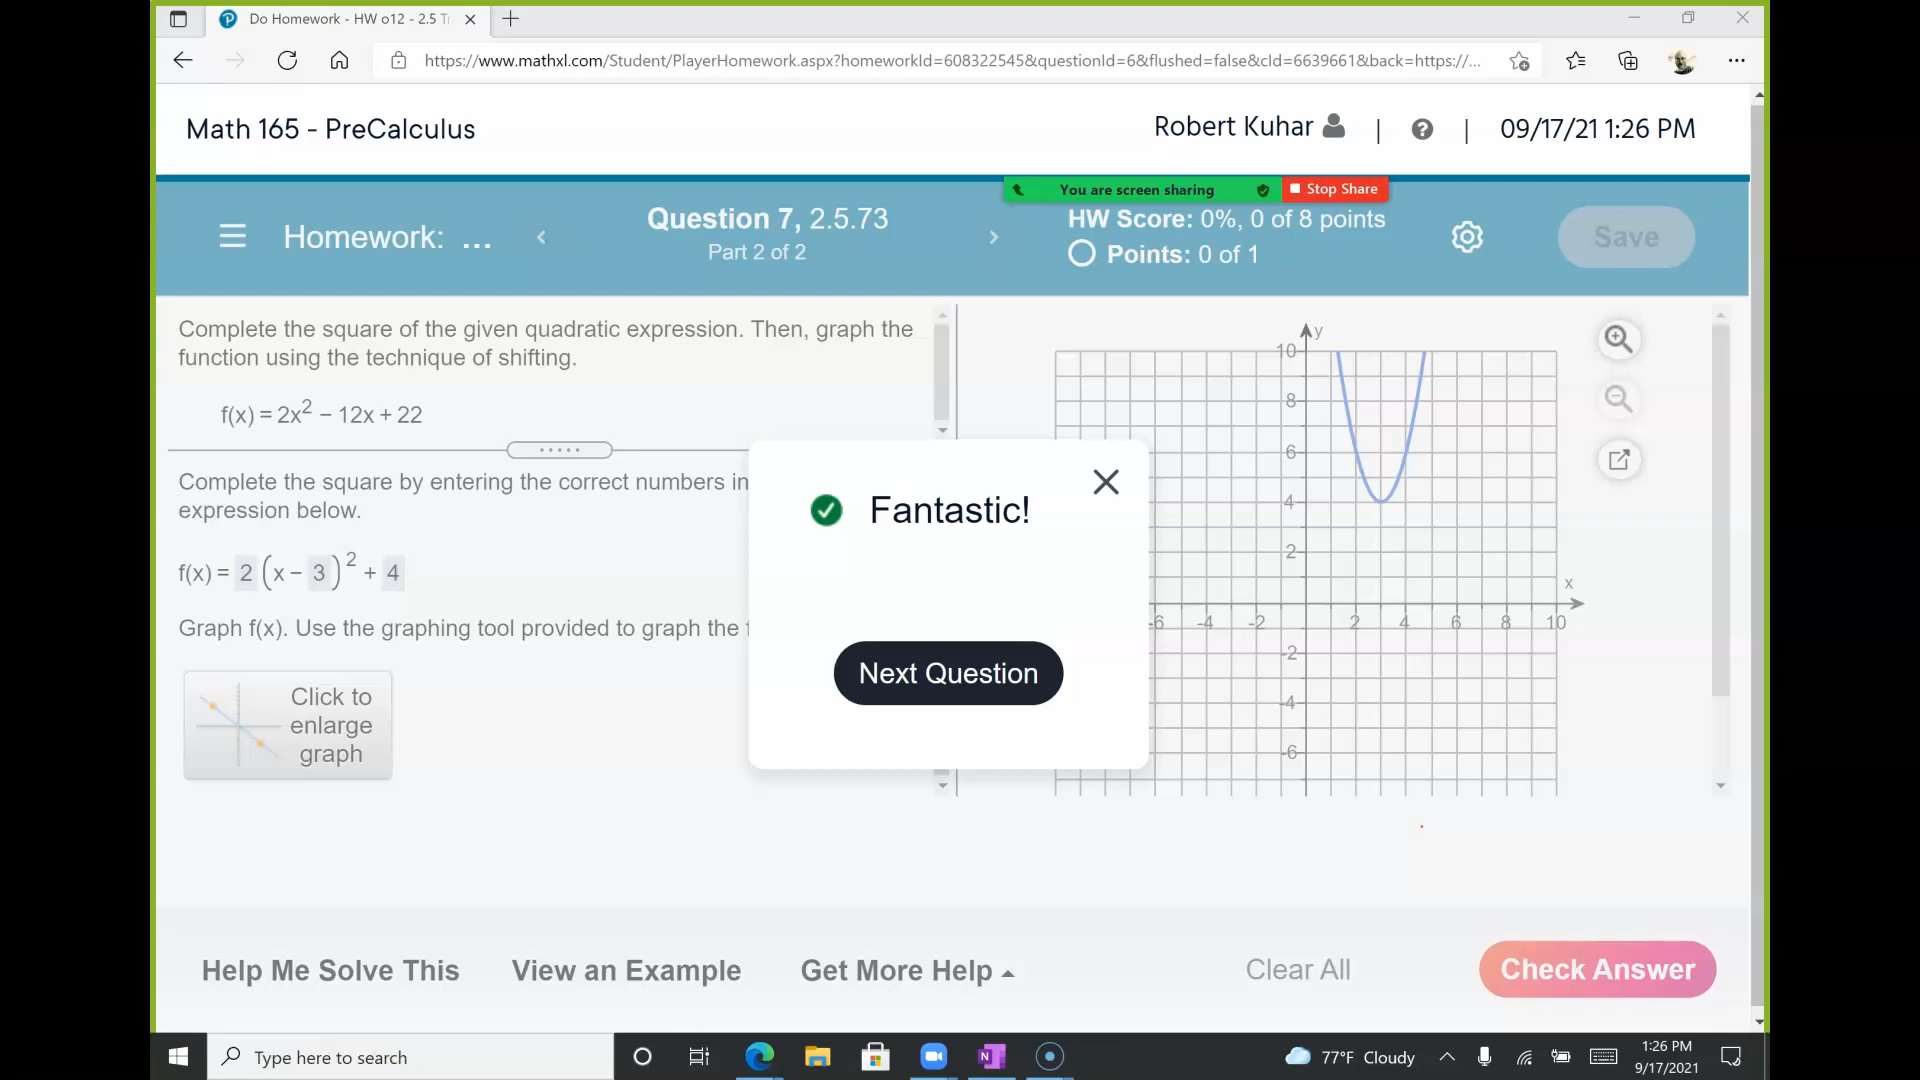 Do Homework - HW o12 - 2.5 Tr
https://www.mathxl.com/Student/PlayerHomework.aspx?homeworkId=608322545&questionId=6&flushed=false&cId=6639661&back=https://...
Math 165 - PreCalculus
Robert Kuhar | ? | 09/17/21 1:26 PM
You are screen sharing
Stop Share
Homework: ...
Question 7, 2.5.73
Part 2 of 2
HW Score: 0%, 0 of 8 points
Points: 0 of 1
Save
Complete the square of the given quadratic expression. Then, graph the
function using the technique of shifting.
f(x) = 2x² − 12x + 22
Complete the square by entering the correct numbers in
expression below.
f(x) = 2 (x − 3)² + 4
Graph f(x). Use the graphing tool provided to graph the
Click to
enlarge
graph
Fantastic!
Next Question
y
10
8
6
4
2
x
-6 -4 -2 2 4 6 8 10
-2
-4
-6
Help Me Solve This
View an Example
Get More Help
Clear All
Check Answer
Type here to search
N
77°F Cloudy
1:26 PM
9/17/2021